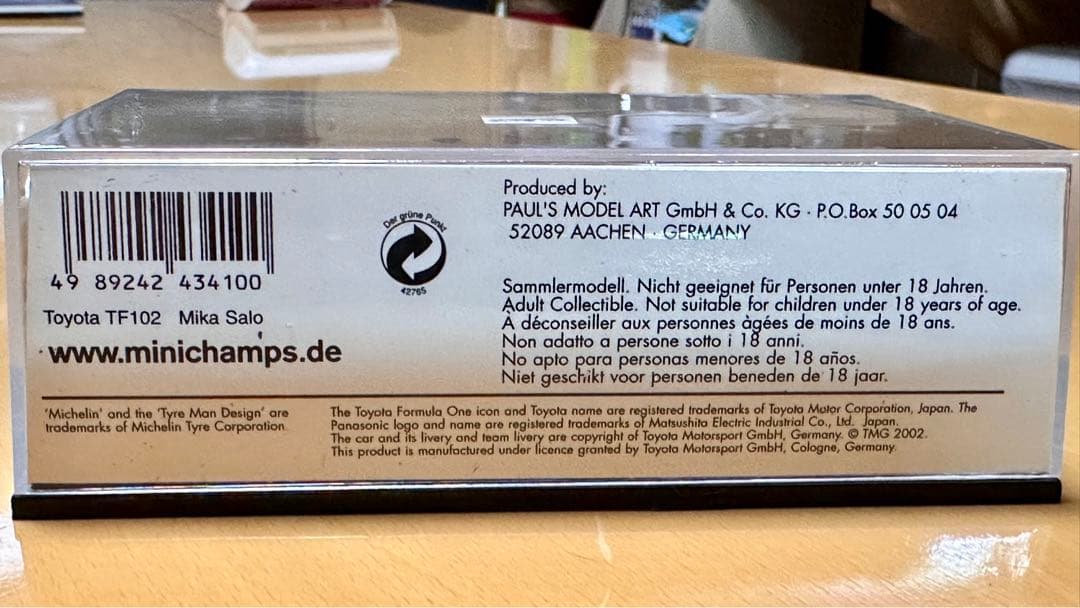 49 89242 434100
Toyota TF102 Mika Salo
www.minichamps.de
Der grüne Punkt
42765
Produced by:
PAUL'S MODEL ART GmbH & Co. KG · P.O.Box 50 05 04
52089 AACHEN · GERMANY
Sammlermodell. Nicht geeignet für Personen unter 18 Jahren.
Adult Collectible. Not suitable for children under 18 years of age.
A déconseiller aux personnes àgées de moins de 18 ans.
Non adatto a persone sotto i 18 anni.
No apto para personas menores de 18 años.
Niet geschikt voor personen beneden de 18 jaar.
'Michelin' and the 'Tyre Man Design' are
trademarks of Michelin Tyre Corporation
The Toyota Formula One icon and Toyota name are registered trademarks of Toyota Motor Corporation, Japan. The
Panasonic logo and name are registered trademarks of Matsushita Electric Industrial Co., Ltd. Japan.
The car and its livery and team livery are copyright of Toyota Motorsport GmbH, Germany. © TMG 2002.
This product is manufactured under licence granted by Toyota Motorsport GmbH, Cologne, Germany.